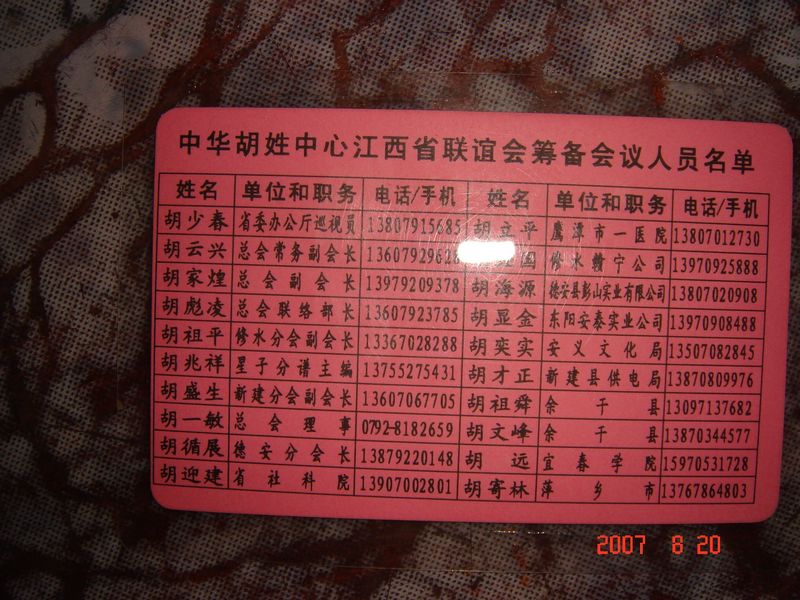 中华胡姓中心江西省联谊会筹备会议人员名单
姓名 单位和职务 电话/手机 姓名 单位和职务 电话/手机
胡少春 省委办公厅巡视员 13807915685 胡立平 鹰潭市一医院 13807012730
胡云兴 总会常务副会长 1360792962 国 修水赣宁公司 13970925888
胡家煌 总会副会长 13979209378 胡海源 德安县彭山实业有限公司 13807020908
胡彪凌 总会联络部长 13607923785 胡显金 东阳安泰实业公司 13970908488
胡祖平 修水分会副会长 13367028288 胡奕实 安义文化局 13507082845
胡兆祥 星子分谱主编 13755275431 胡才正 新建县供电局 13870809976
胡盛生 新建分会副会长 13607067705 胡祖舜 余干县 13097137682
胡一敏 总会理事 0792-8182659 胡文峰 余干县 13870344577
胡循展 德安分会长 13879220148 胡远 宜春学院 15970531728
胡迎建 省社科院 13907002801 胡寄林 萍乡市 13767864803
2007 8 20